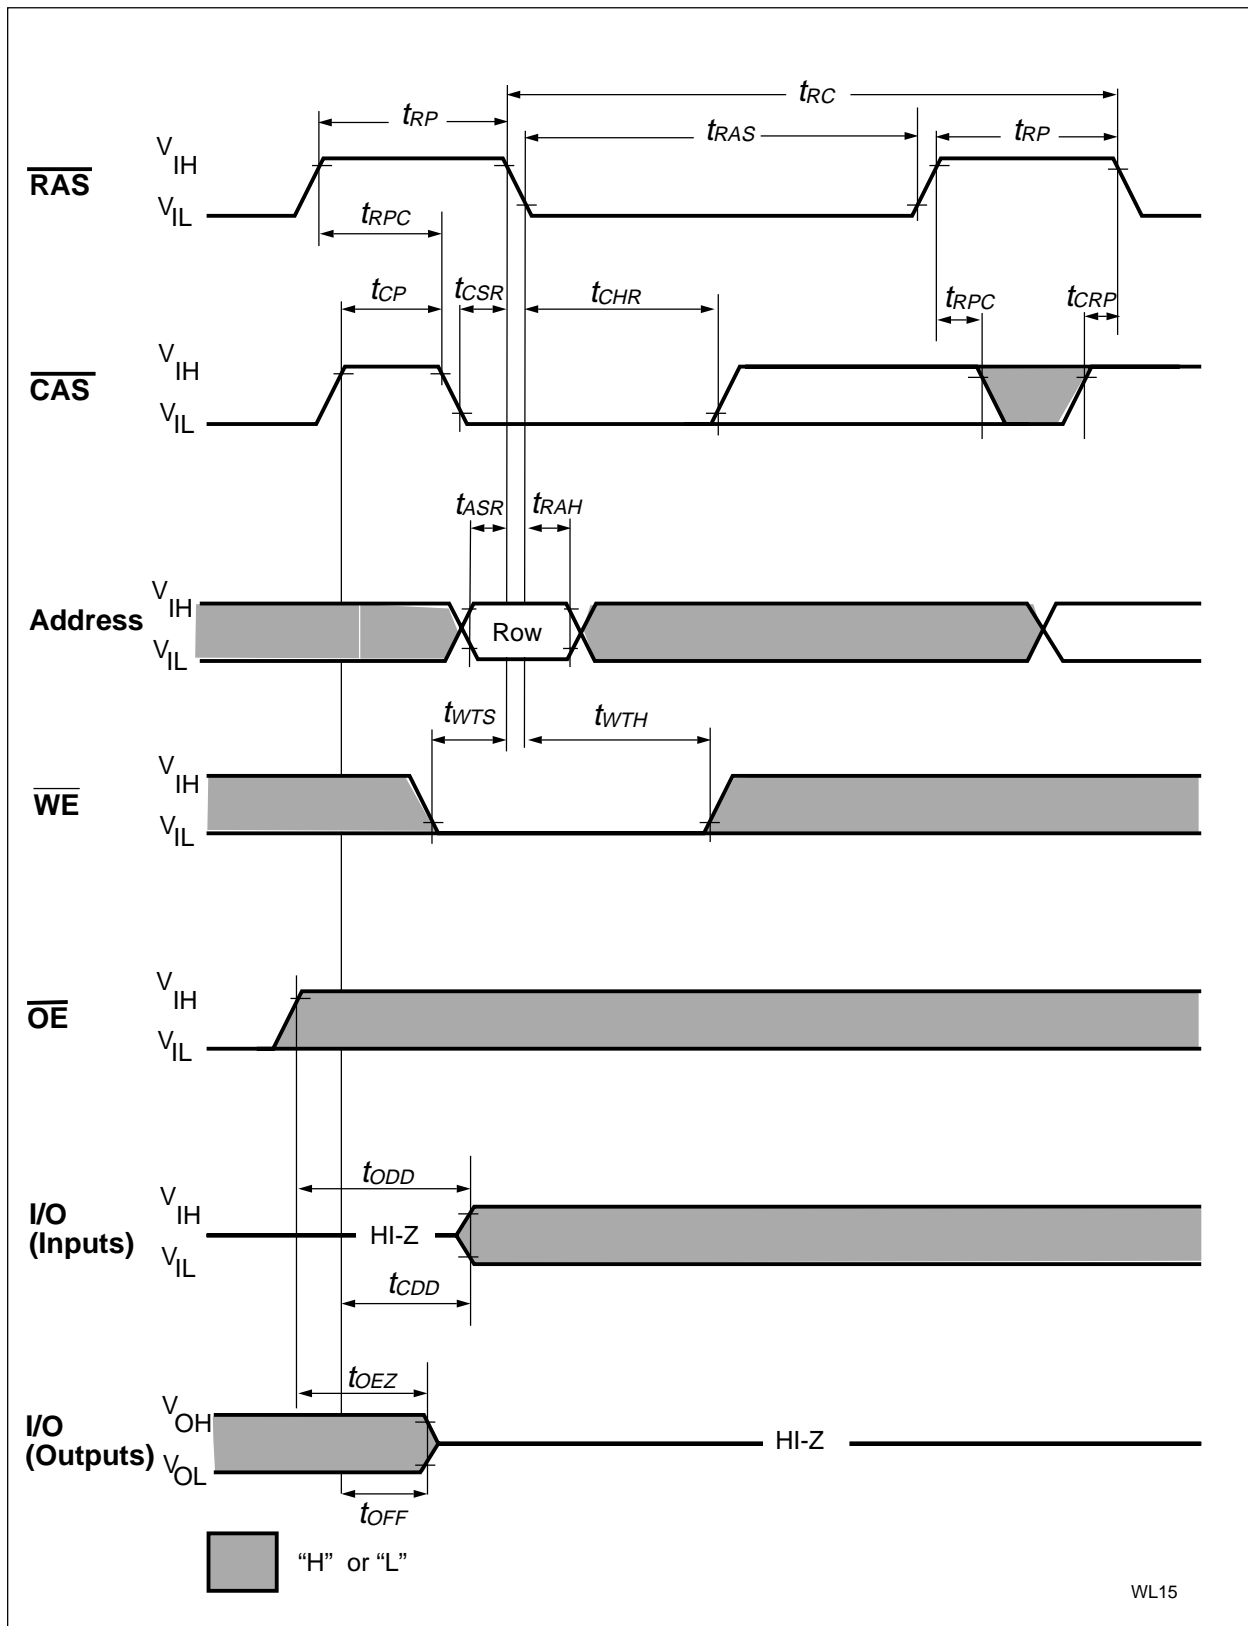 tRC
tRP
tRAS
tRP
RAS
VIH
VIL
tRPC
tCP
tCSR
tCHR
tRPC
tCRP
CAS
VIH
VIL
tASR
tRAH
Address
VIH
VIL
Row
tWTS
tWTH
WE
VIH
VIL
OE
VIH
VIL
tODD
I/O
(Inputs)
VIH
VIL
HI-Z
tCDD
tOEZ
I/O
(Outputs)
VOH
VOL
HI-Z
tOFF
“H” or “L”
WL15